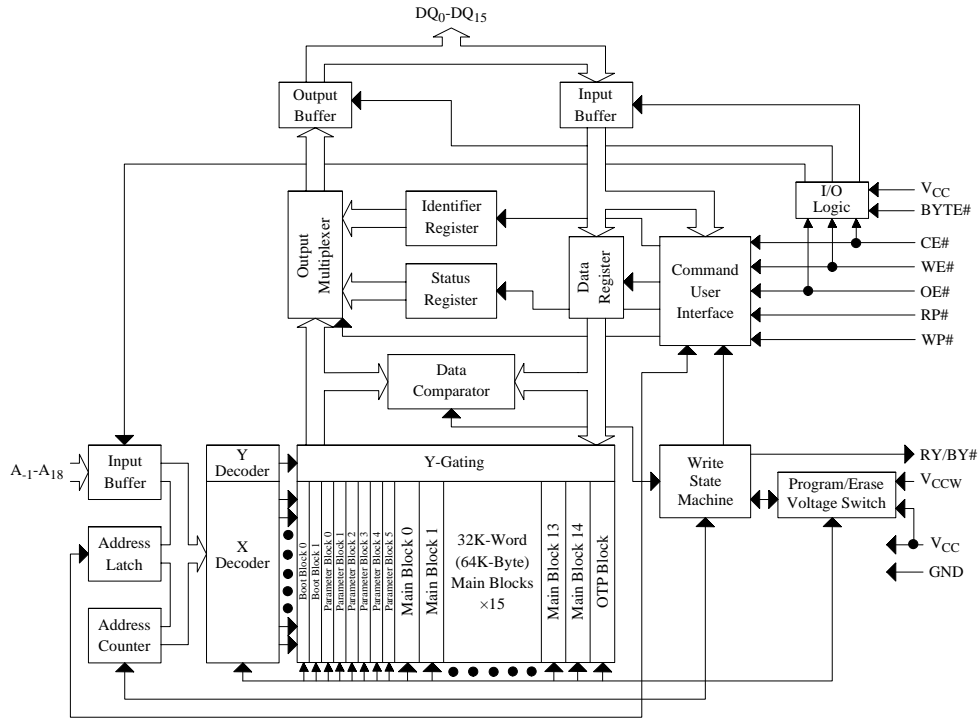 DQ0-DQ15
Output
Buffer
Input
Buffer
Output
Multiplexer
Identifier
Register
Status
Register
Data
Register
Command
User
Interface
I/O
Logic
VCC
BYTE#
CE#
WE#
OE#
RP#
WP#
Data
Comparator
A-1-A18
Input
Buffer
Address
Latch
Address
Counter
Y
Decoder
X
Decoder
Y-Gating
Boot Block 0
Boot Block 1
Parameter Block 0
Parameter Block 1
Parameter Block 2
Parameter Block 3
Parameter Block 4
Parameter Block 5
Main Block 0
Main Block 1
32K-Word
(64K-Byte)
Main Blocks
×15
Main Block 13
Main Block 14
OTP Block
Write
State
Machine
Program/Erase
Voltage Switch
RY/BY#
VCCW
VCC
GND